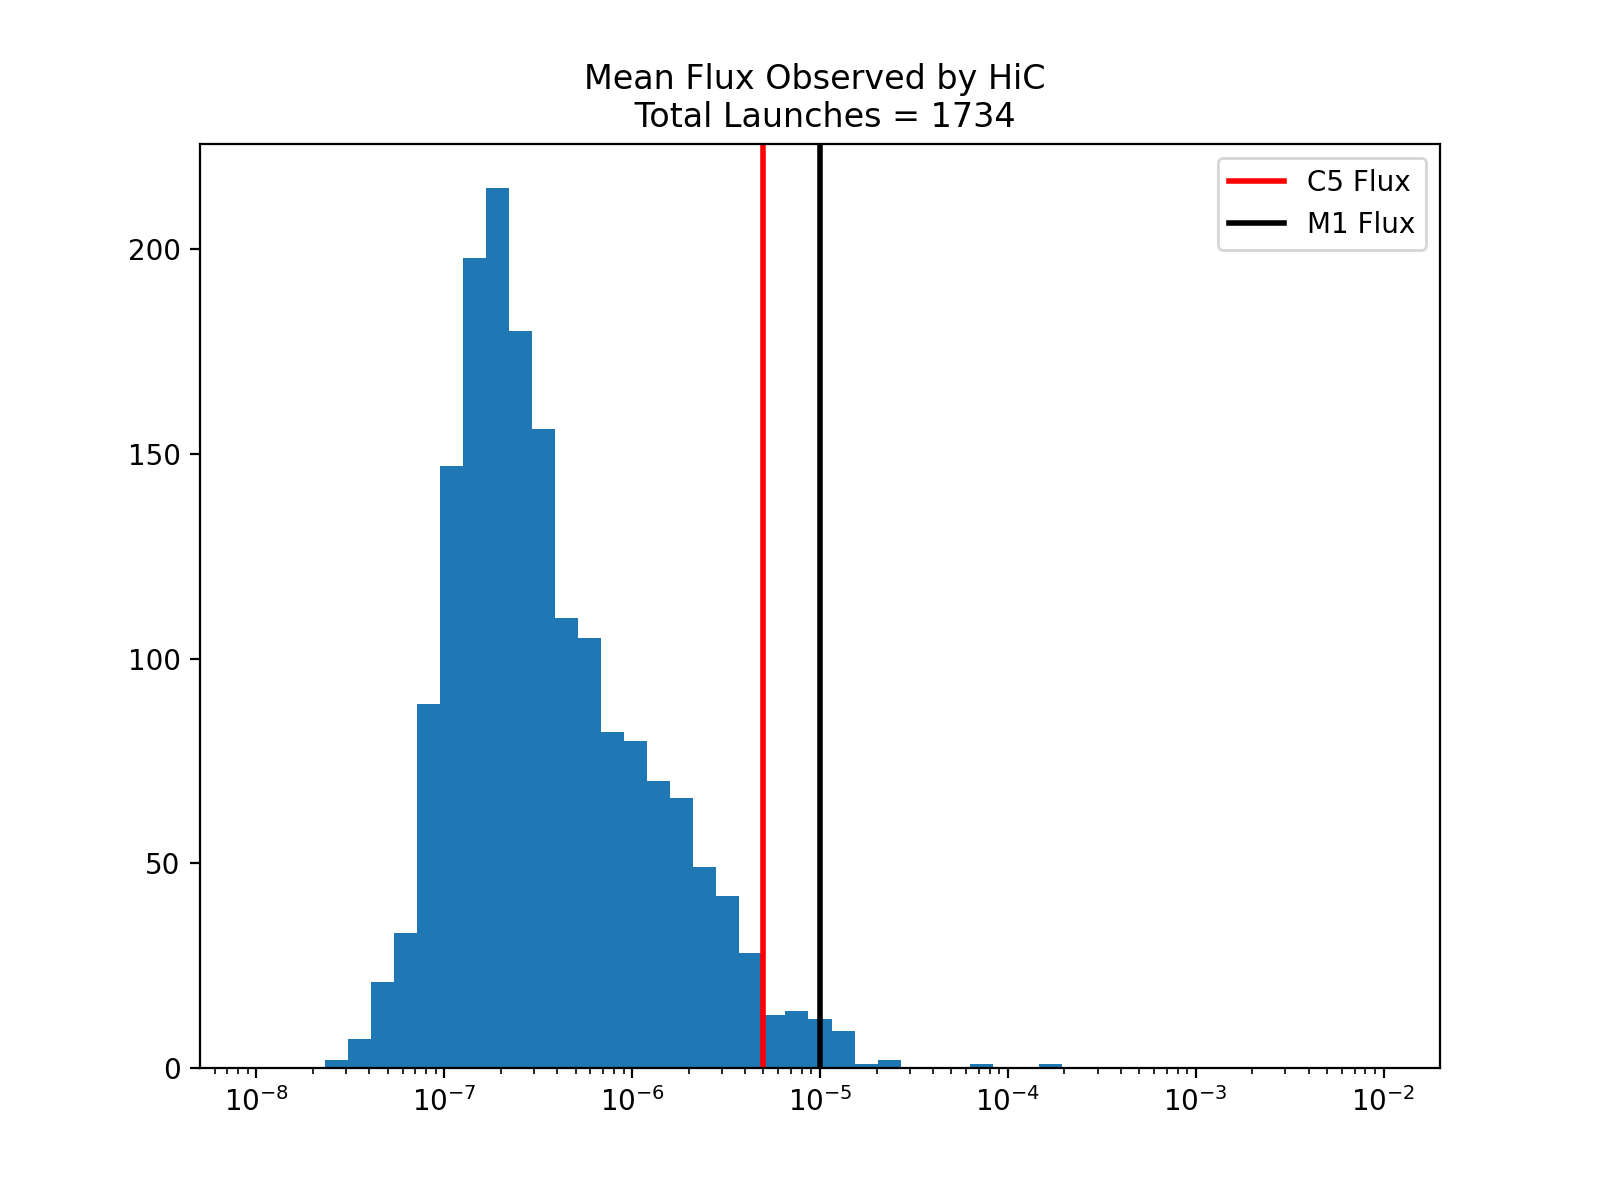 Mean Flux Observed by HiC
Total Launches = 1734
C5 Flux
M1 Flux
200
150
100
50
0
10⁻⁸ 10⁻⁷ 10⁻⁶ 10⁻⁵ 10⁻⁴ 10⁻³ 10⁻²